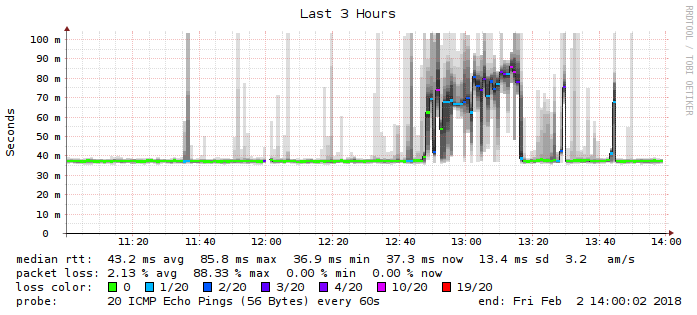 Last 3 Hours
RRDTOOL / TOBI OETIKER
Seconds
100 m
90 m
80 m
70 m
60 m
50 m
40 m
30 m
20 m
10 m
0
11:20 11:40 12:00 12:20 12:40 13:00 13:20 13:40 14:00
median rtt: 43.2 ms avg 85.8 ms max 36.9 ms min 37.3 ms now 13.4 ms sd 3.2 am/s
packet loss: 2.13 % avg 88.33 % max 0.00 % min 0.00 % now
loss color: 0 1/20 2/20 3/20 4/20 10/20 19/20
probe: 20 ICMP Echo Pings (56 Bytes) every 60s end: Fri Feb 2 14:00:02 2018